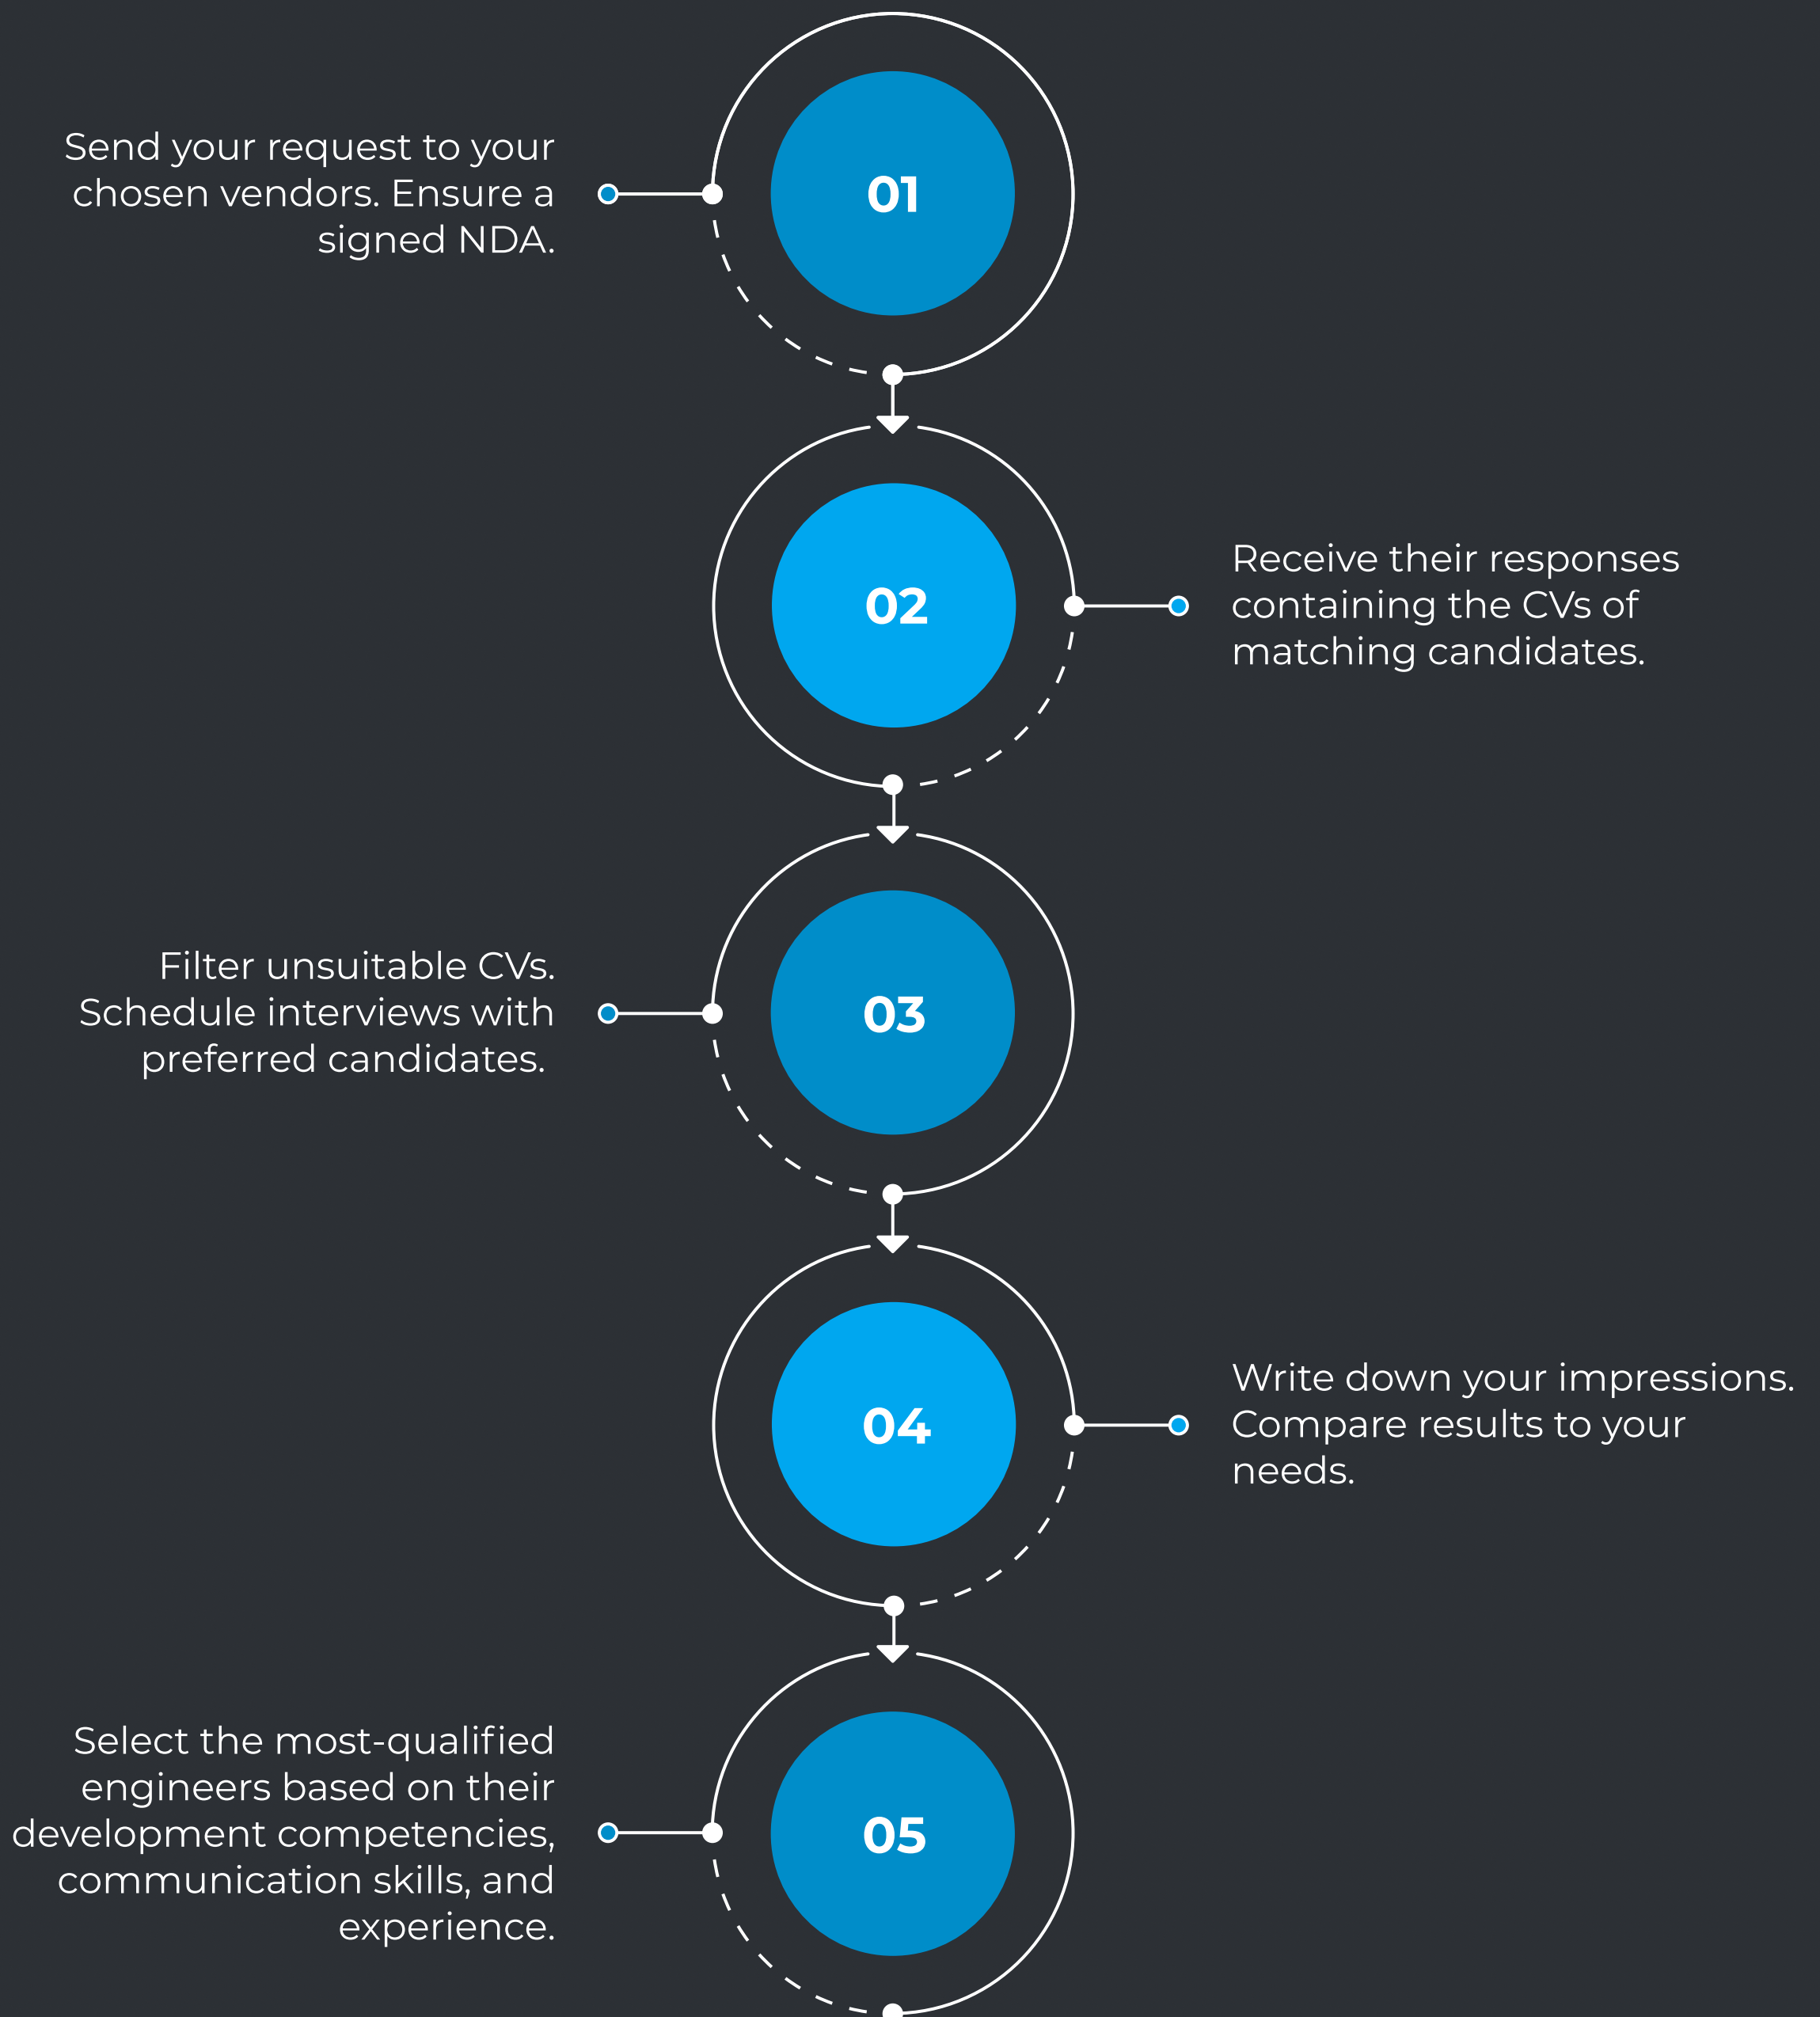 Send your request to your
chosen vendors. Ensure a
signed NDA.
01
02
Receive their responses
containing the CVs of
matching candidates.
Filter unsuitable CVs.
Schedule interviews with
preferred candidates.
03
04
Write down your impressions.
Compare results to your
needs.
Select the most-qualified
engineers based on their
development competencies,
communication skills, and
experience.
05